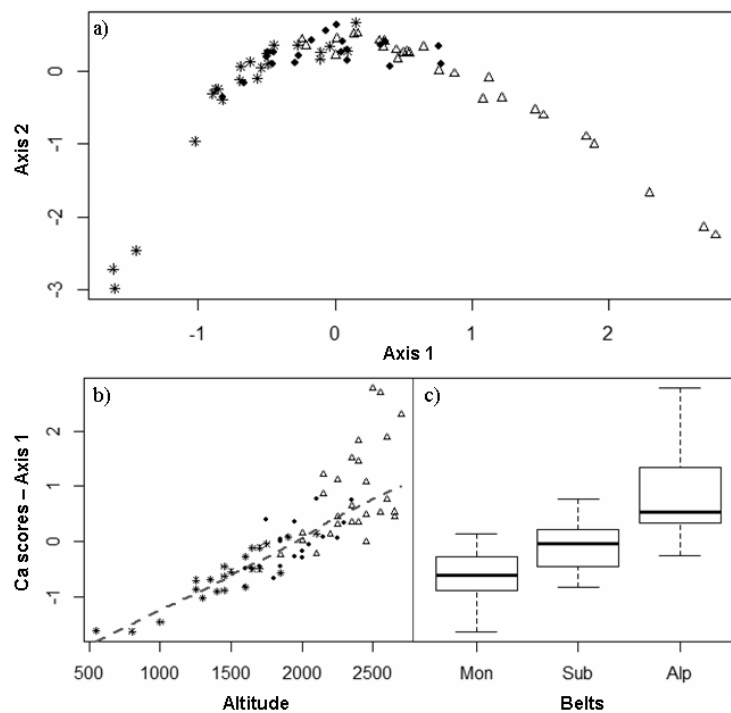 a)
Axis 2
0
-1
-2
-3
-1 0 1 2
Axis 1
b)
c)
Ca scores – Axis 1
2
1
0
-1
500 1000 1500 2000 2500
Mon Sub Alp
Altitude Belts